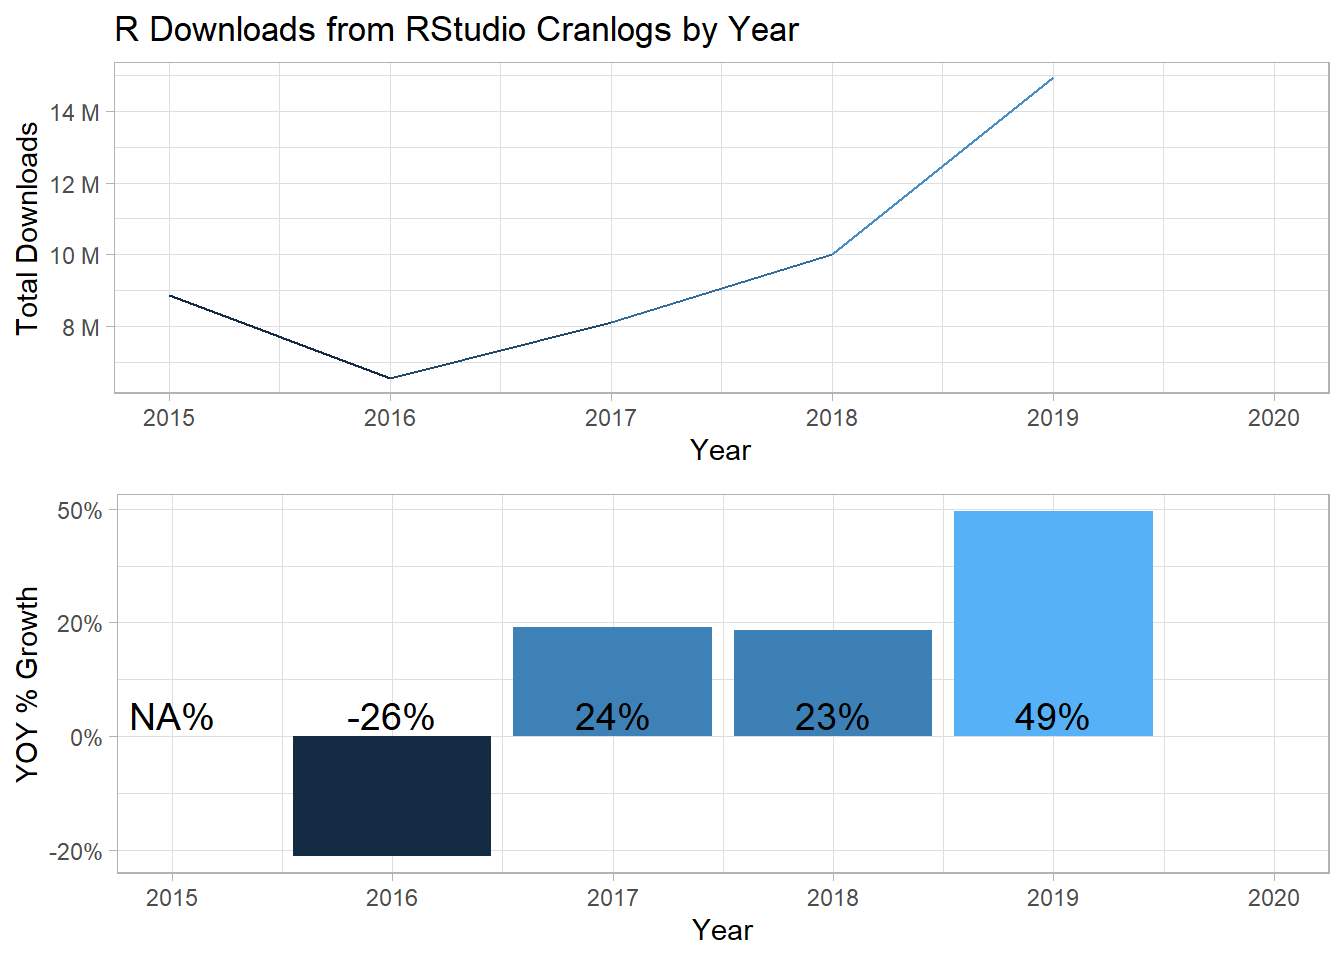 R Downloads from RStudio Cranlogs by Year
Total Downloads
14 M
12 M
10 M
8 M
2015 2016 2017 2018 2019 2020
Year
YOY % Growth
50%
20%
0%
-20%
NA% -26% 24% 23% 49%
2015 2016 2017 2018 2019 2020
Year